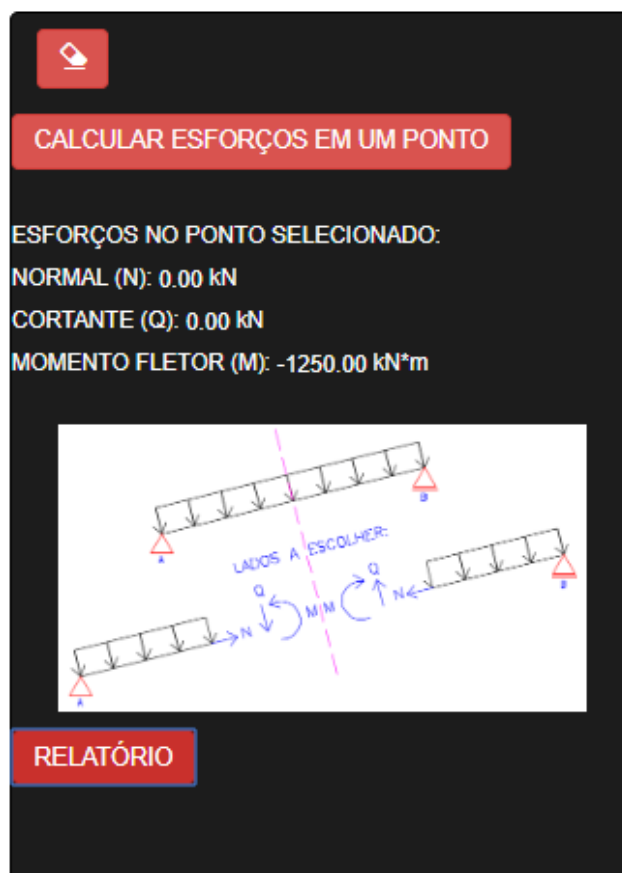 CALCULAR ESFORÇOS EM UM PONTO
ESFORÇOS NO PONTO SELECIONADO:
NORMAL (N): 0.00 kN
CORTANTE (Q): 0.00 kN
MOMENTO FLETOR (M): -1250.00 kN*m
A
B
LADOS A ESCOLHER:
Q
N
M
M
Q
N
A
B
RELATÓRIO